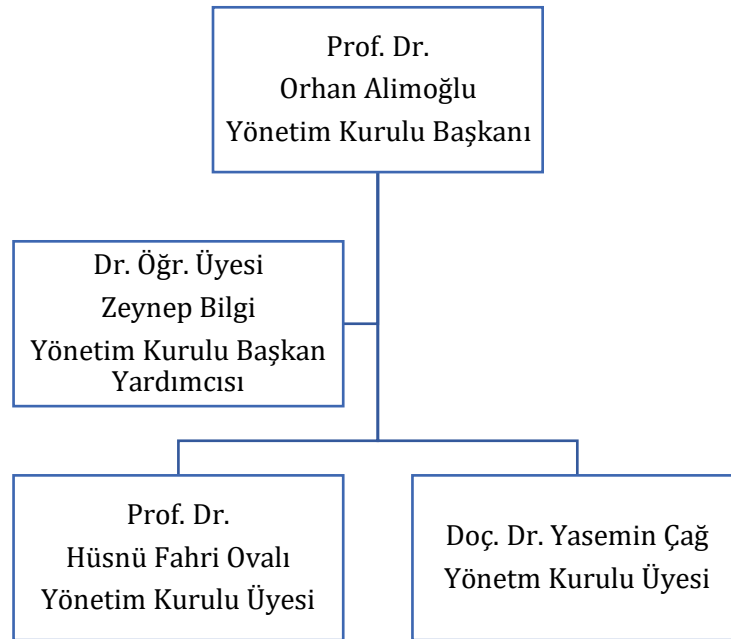 Prof. Dr.
Orhan Alimoğlu
Yönetim Kurulu Başkanı
Dr. Öğr. Üyesi
Zeynep Bilgi
Yönetim Kurulu Başkan
Yardımcısı
Prof. Dr.
Hüsnü Fahri Ovalı
Yönetim Kurulu Üyesi
Doç. Dr. Yasemin Çağ
Yönetm Kurulu Üyesi